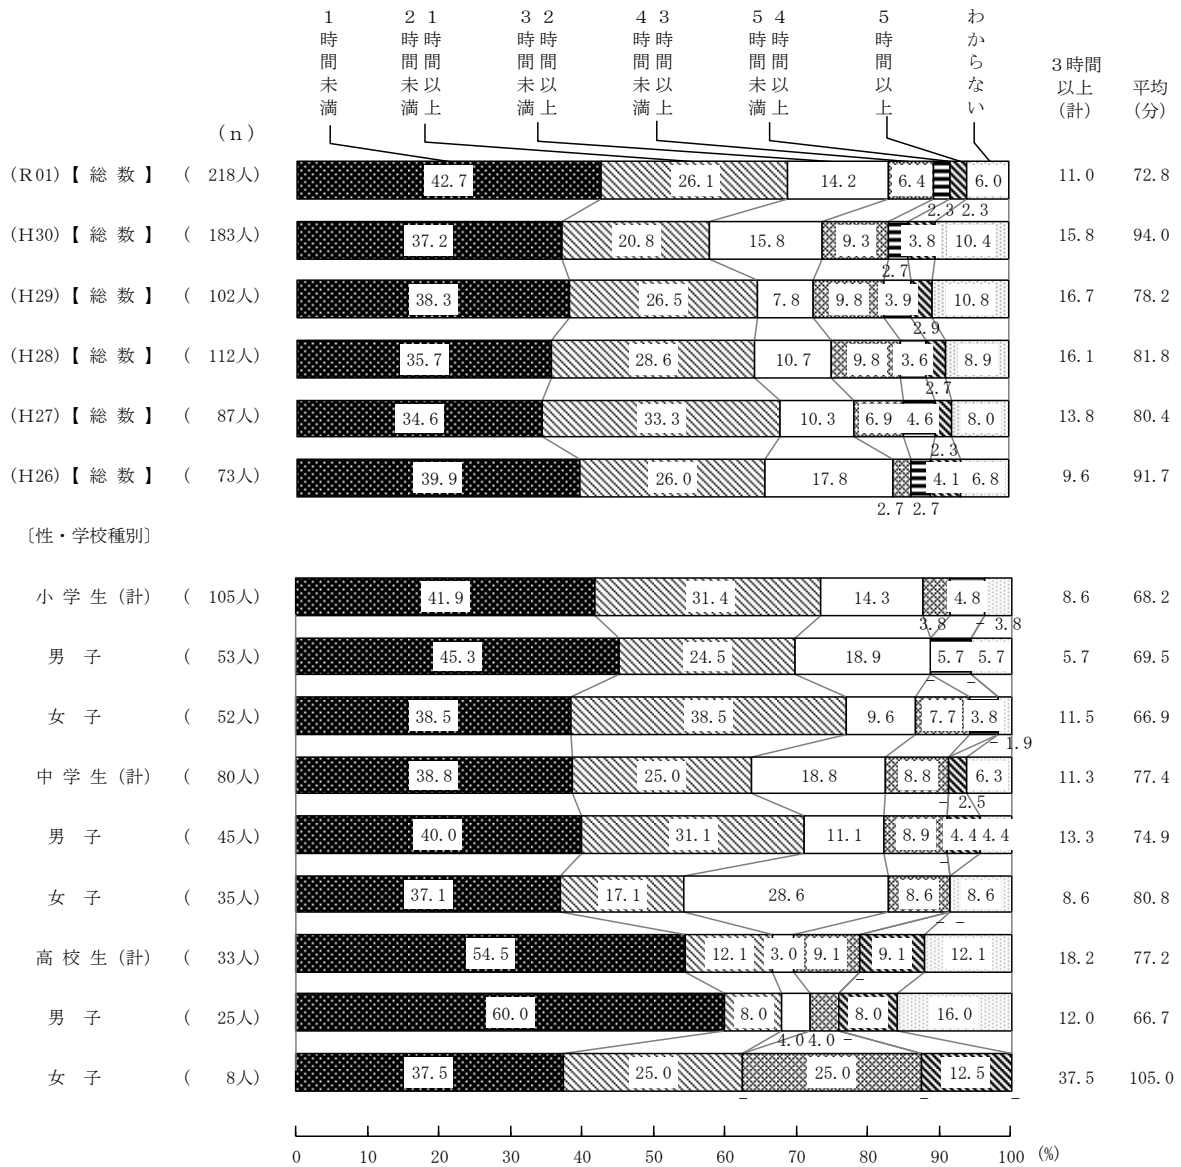 1時間未満
1時間以上2時間未満
2時間以上3時間未満
3時間以上4時間未満
4時間以上5時間未満
5時間以上
わからない
3時間以上(計)
平均(分)
(n)
(R01)【 総 数 】 ( 218人) 42.7 26.1 14.2 6.4 6.0 11.0 72.8
2.3 2.3
(H30)【 総 数 】 ( 183人) 37.2 20.8 15.8 9.3 3.8 10.4 15.8 94.0
2.7
(H29)【 総 数 】 ( 102人) 38.3 26.5 7.8 9.8 3.9 10.8 16.7 78.2
2.9
(H28)【 総 数 】 ( 112人) 35.7 28.6 10.7 9.8 3.6 8.9 16.1 81.8
2.7
(H27)【 総 数 】 ( 87人) 34.6 33.3 10.3 6.9 4.6 8.0 13.8 80.4
2.3
(H26)【 総 数 】 ( 73人) 39.9 26.0 17.8 4.1 6.8 9.6 91.7
2.7 2.7
〔性・学校種別〕
小 学 生 (計) ( 105人) 41.9 31.4 14.3 4.8 8.6 68.2
3.8 - 3.8
男 子 ( 53人) 45.3 24.5 18.9 5.7 5.7 5.7 69.5
- -
女 子 ( 52人) 38.5 38.5 9.6 7.7 3.8 11.5 66.9
- 1.9
中 学 生 (計) ( 80人) 38.8 25.0 18.8 8.8 6.3 11.3 77.4
- 2.5
男 子 ( 45人) 40.0 31.1 11.1 8.9 4.4 4.4 13.3 74.9
-
女 子 ( 35人) 37.1 17.1 28.6 8.6 8.6 8.6 80.8
- -
高 校 生 (計) ( 33人) 54.5 12.1 3.0 9.1 9.1 12.1 18.2 77.2
-
男 子 ( 25人) 60.0 8.0 8.0 16.0 12.0 66.7
4.0 4.0 -
女 子 ( 8人) 37.5 25.0 25.0 12.5 37.5 105.0
- - -
0 10 20 30 40 50 60 70 80 90 100 (%)